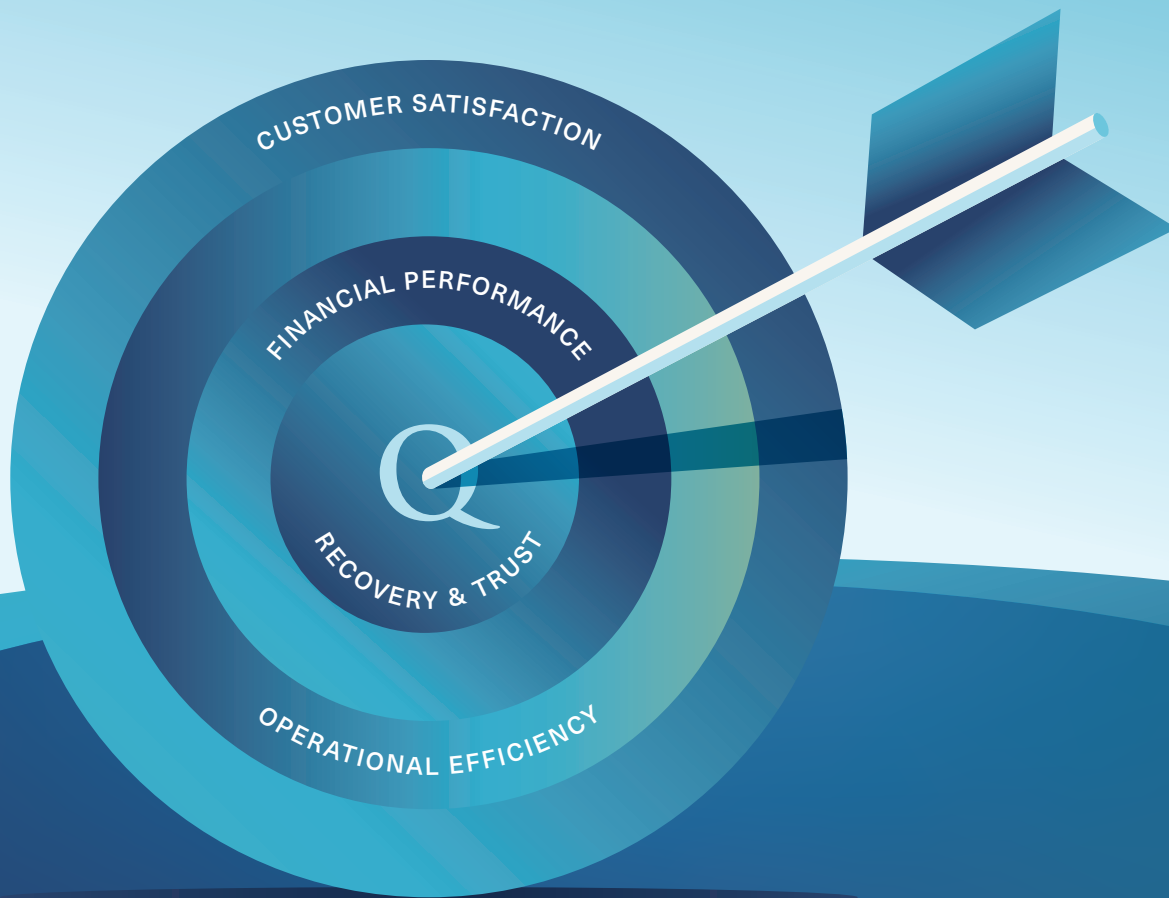 CUSTOMER SATISFACTION
FINANCIAL PERFORMANCE
Q
RECOVERY & TRUST
OPERATIONAL EFFICIENCY